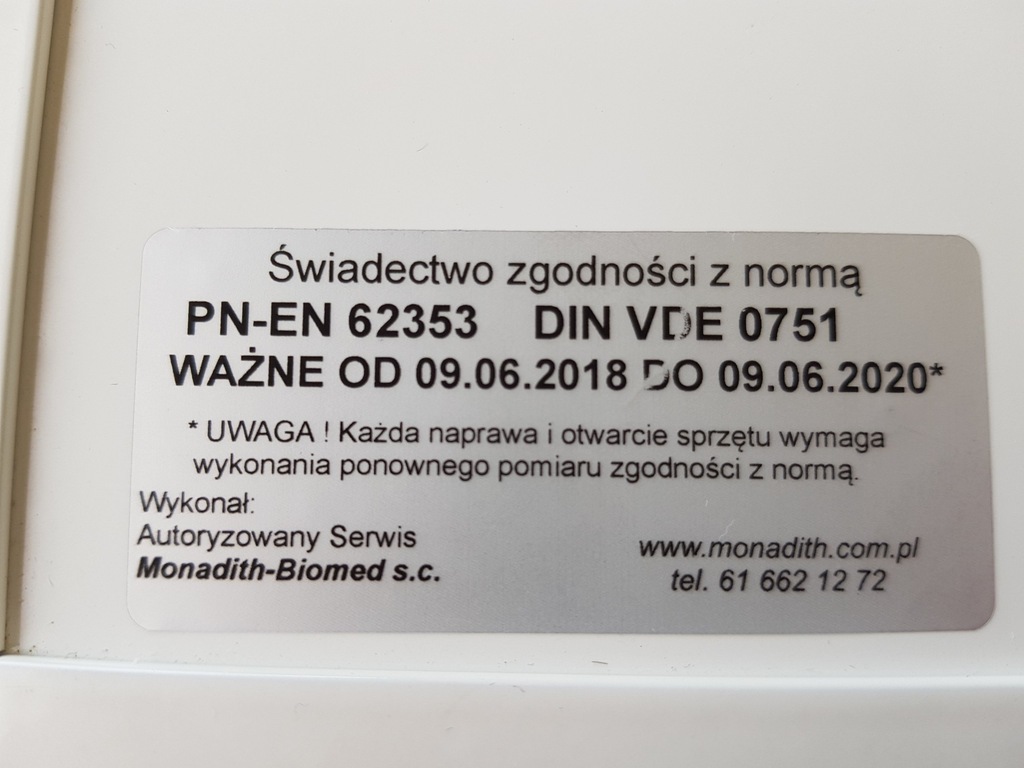 Świadectwo zgodności z normą
PN-EN 62353 DIN VDE 0751
WAŻNE OD 09.06.2018 DO 09.06.2020*
* UWAGA ! Każda naprawa i otwarcie sprzętu wymaga
wykonania ponownego pomiaru zgodności z normą.
Wykonał:
Autoryzowany Serwis
Monadith-Biomed s.c.
www.monadith.com.pl
tel. 61 662 12 72